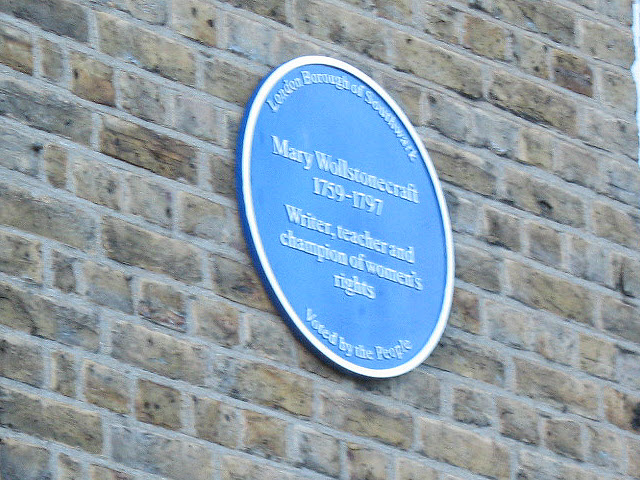 London Borough of Southwark
Mary Wollstonecraft
1759-1797
Writer, teacher and
champion of women's
rights
Voted by the People